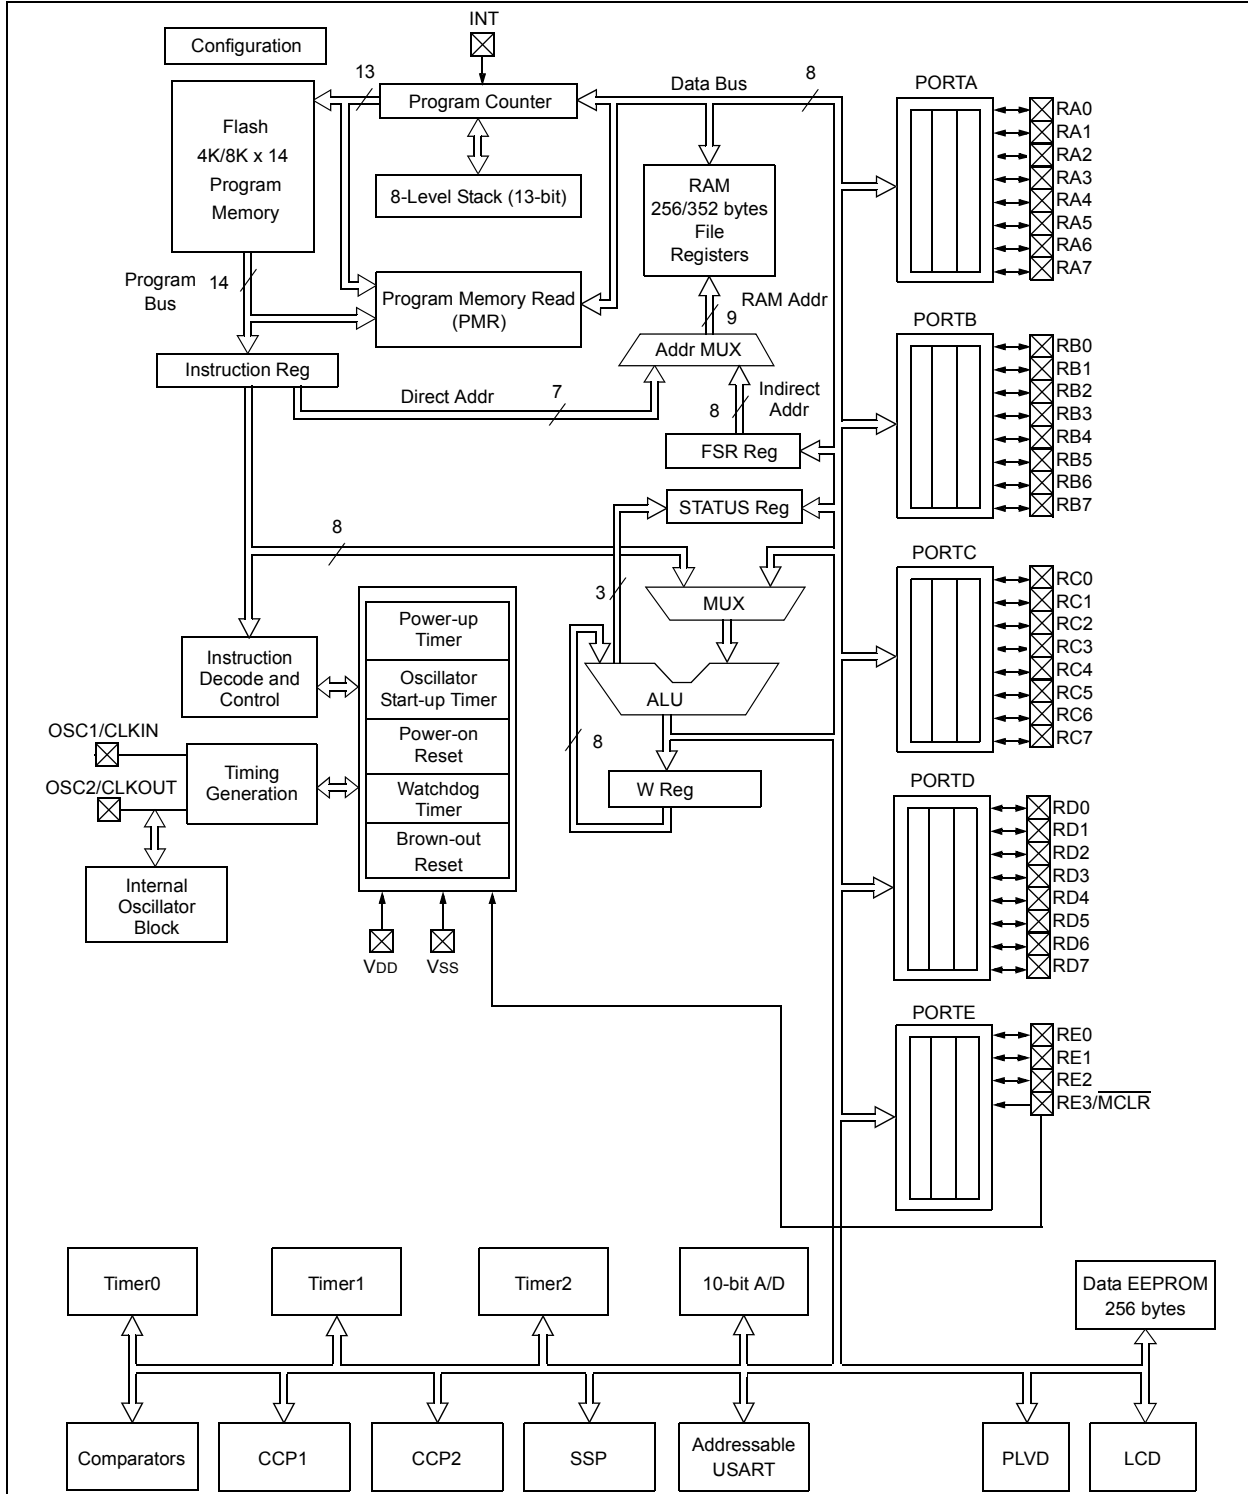 INT
Configuration
13
Program Counter
Data Bus
8
PORTA
Flash
4K/8K x 14
Program
Memory
8-Level Stack (13-bit)
RAM
256/352 bytes
File
Registers
RA0
RA1
RA2
RA3
RA4
RA5
RA6
RA7
Program
Bus
14
Program Memory Read
(PMR)
RAM Addr
9
Addr MUX
PORTB
RB0
RB1
RB2
RB3
RB4
RB5
RB6
RB7
Instruction Reg
Direct Addr
7
Indirect
Addr
8
FSR Reg
STATUS Reg
8
3
MUX
PORTC
RC0
RC1
RC2
RC3
RC4
RC5
RC6
RC7
Instruction
Decode and
Control
Power-up
Timer
Oscillator
Start-up Timer
Power-on
Reset
Watchdog
Timer
Brown-out
Reset
ALU
8
W Reg
OSC1/CLKIN
OSC2/CLKOUT
Timing
Generation
Internal
Oscillator
Block
VDD
VSS
PORTD
RD0
RD1
RD2
RD3
RD4
RD5
RD6
RD7
PORTE
RE0
RE1
RE2
RE3/MCLR
Timer0
Timer1
Timer2
10-bit A/D
Data EEPROM
256 bytes
Comparators
CCP1
CCP2
SSP
Addressable
USART
PLVD
LCD